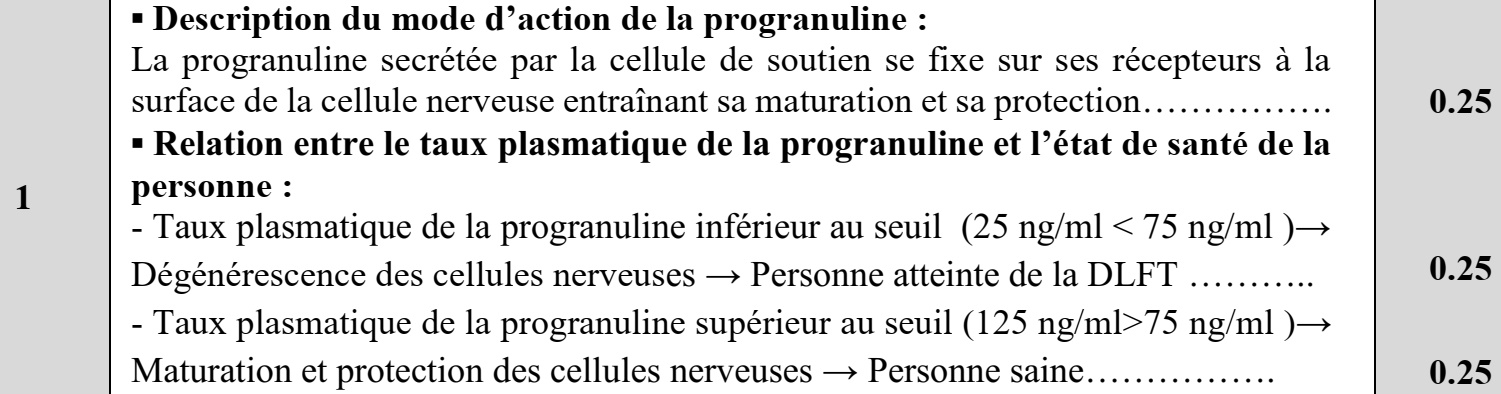 ▪ Description du mode d’action de la progranuline :
La progranuline secrétée par la cellule de soutien se fixe sur ses récepteurs à la
surface de la cellule nerveuse entraînant sa maturation et sa protection……………. 0.25
▪ Relation entre le taux plasmatique de la progranuline et l’état de santé de la
1 personne :
- Taux plasmatique de la progranuline inférieur au seuil (25 ng/ml < 75 ng/ml )→
Dégénérescence des cellules nerveuses → Personne atteinte de la DLFT ……….. 0.25
- Taux plasmatique de la progranuline supérieur au seuil (125 ng/ml>75 ng/ml )→
Maturation et protection des cellules nerveuses → Personne saine……………. 0.25